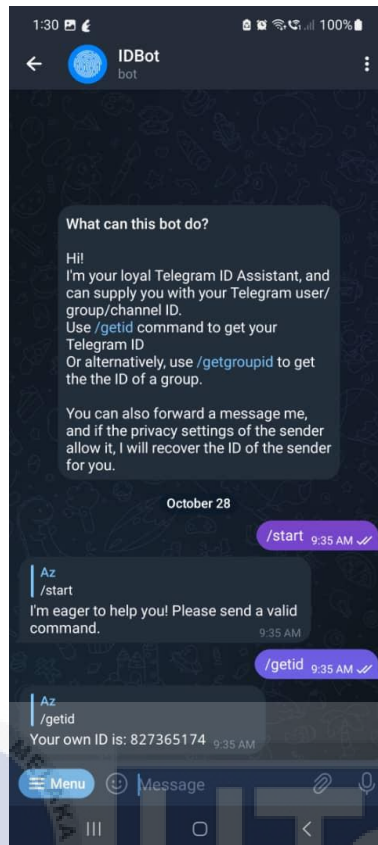 1:30
100%
IDBot
bot
What can this bot do?
Hi!
I'm your loyal Telegram ID Assistant, and
can supply you with your Telegram user/
group/channel ID.
Use /getid command to get your
Telegram ID
Or alternatively, use /getgroupid to get
the the ID of a group.
You can also forward a message me,
and if the privacy settings of the sender
allow it, I will recover the ID of the sender
for you.
October 28
/start 9:35 AM
Az
/start
I'm eager to help you! Please send a valid
command.
9:35 AM
/getid 9:35 AM
Az
/getid
Your own ID is: 827365174 9:35 AM
Menu
Message